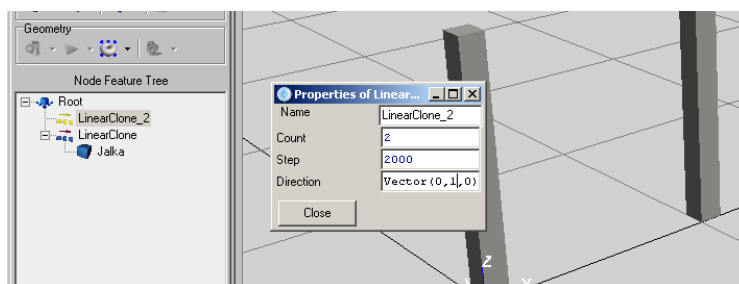 Geometry
Node Feature Tree
Root
LinearClone_2
LinearClone
Jalka
Properties of Linear...
Name LinearClone_2
Count 2
Step 2000
Direction Vector(0,1,0)
Close
Z